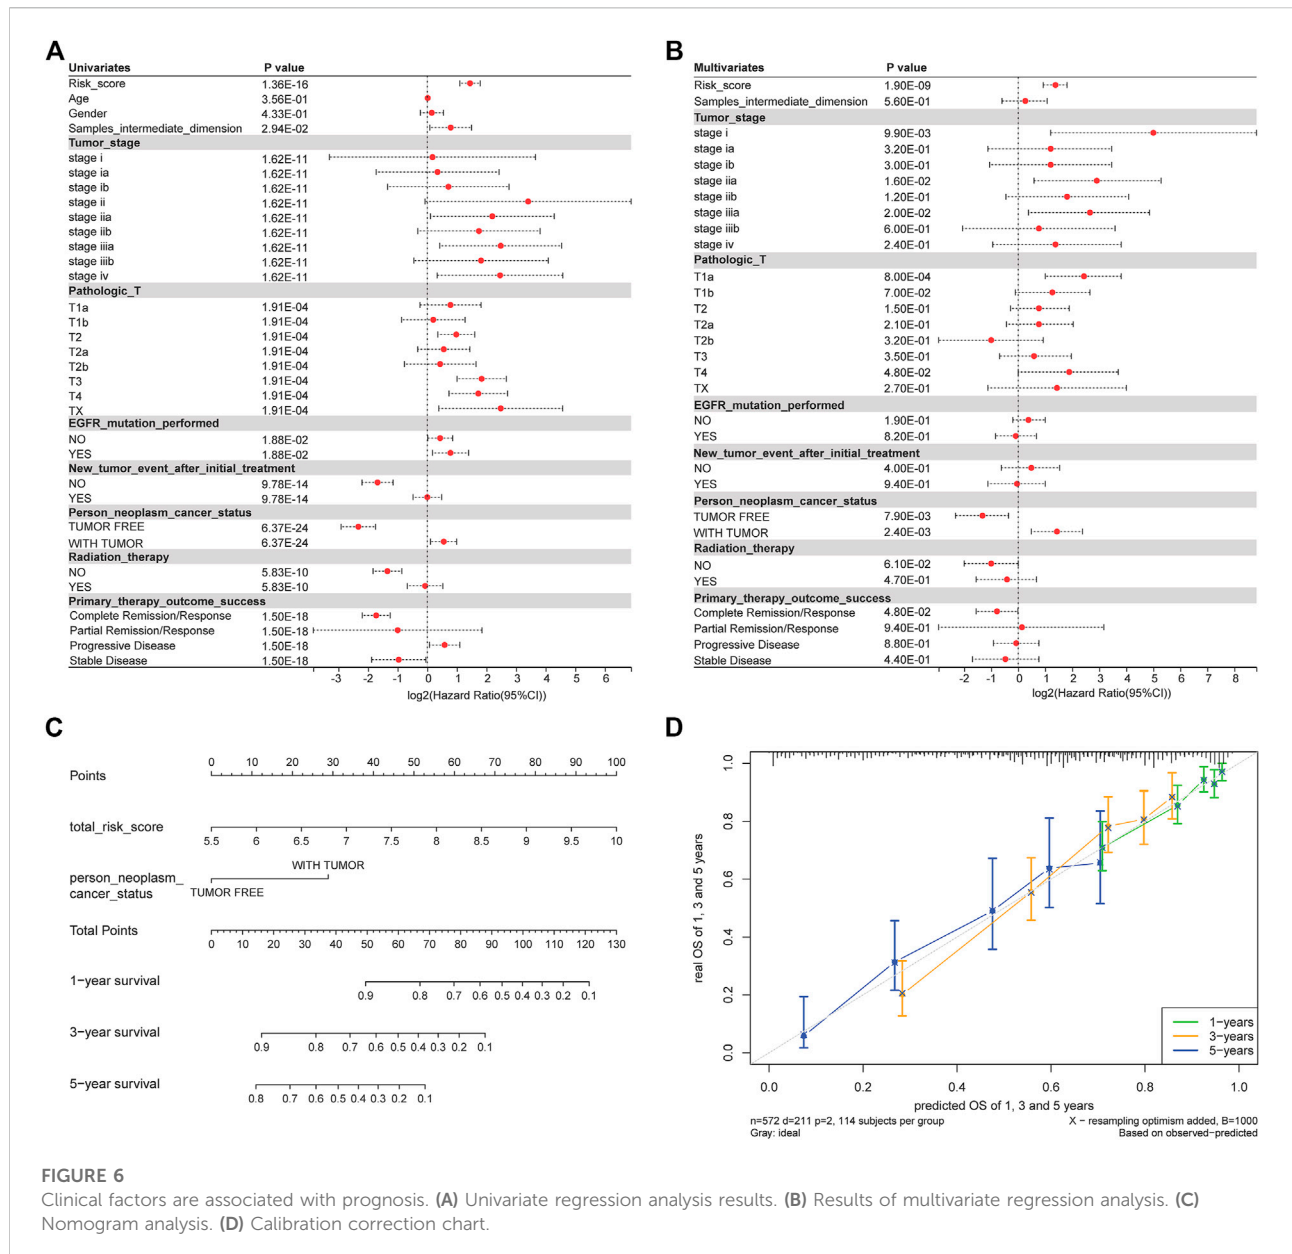 A
Univariates P value
Risk_score 1.36E-16
Age 3.56E-01
Gender 4.33E-01
Samples_intermediate_dimension 2.94E-02
Tumor_stage
stage i 1.62E-11
stage ia 1.62E-11
stage ib 1.62E-11
stage ii 1.62E-11
stage iia 1.62E-11
stage iib 1.62E-11
stage iiia 1.62E-11
stage iiib 1.62E-11
stage iv 1.62E-11
Pathologic_T
T1a 1.91E-04
T1b 1.91E-04
T2 1.91E-04
T2a 1.91E-04
T2b 1.91E-04
T3 1.91E-04
T4 1.91E-04
TX 1.91E-04
EGFR_mutation_performed
NO 1.88E-02
YES 1.88E-02
New_tumor_event_after_initial_treatment
NO 9.78E-14
YES 9.78E-14
Person_neoplasm_cancer_status
TUMOR FREE 6.37E-24
WITH TUMOR 6.37E-24
Radiation_therapy
NO 5.83E-10
YES 5.83E-10
Primary_therapy_outcome_success
Complete Remission/Response 1.50E-18
Partial Remission/Response 1.50E-18
Progressive Disease 1.50E-18
Stable Disease 1.50E-18
-3 -2 -1 0 1 2 3 4 5 6
log2(Hazard Ratio(95%CI))
B
Multivariates P value
Risk_score 1.90E-09
Samples_intermediate_dimension 5.60E-01
Tumor_stage
stage i 9.90E-03
stage ia 3.20E-01
stage ib 3.00E-01
stage iia 1.60E-02
stage iib 1.20E-01
stage iiia 2.00E-02
stage iiib 6.00E-01
stage iv 2.40E-01
Pathologic_T
T1a 8.00E-04
T1b 7.00E-02
T2 1.50E-01
T2a 2.10E-01
T2b 3.20E-01
T3 3.50E-01
T4 4.80E-02
TX 2.70E-01
EGFR_mutation_performed
NO 1.90E-01
YES 8.20E-01
New_tumor_event_after_initial_treatment
NO 4.00E-01
YES 9.40E-01
Person_neoplasm_cancer_status
TUMOR FREE 7.90E-03
WITH TUMOR 2.40E-03
Radiation_therapy
NO 6.10E-02
YES 4.70E-01
Primary_therapy_outcome_success
Complete Remission/Response 4.80E-02
Partial Remission/Response 9.40E-01
Progressive Disease 8.80E-01
Stable Disease 4.40E-01
-2 -1 0 1 2 3 4 5 6 7 8
log2(Hazard Ratio(95%CI))
C
Points 0 10 20 30 40 50 60 70 80 90 100
total_risk_score 5.5 6 6.5 7 7.5 8 8.5 9 9.5 10
WITH TUMOR
person_neoplasm_
cancer_status TUMOR FREE
Total Points 0 10 20 30 40 50 60 70 80 90 100 110 120 130
1−year survival 0.9 0.8 0.7 0.6 0.5 0.4 0.3 0.2 0.1
3−year survival 0.9 0.8 0.7 0.6 0.5 0.4 0.3 0.2 0.1
5−year survival 0.8 0.7 0.6 0.5 0.4 0.3 0.2 0.1
D
real OS of 1, 3 and 5 years
1.0
0.8
0.6
0.4
0.2
0.0
1−years
3−years
5−years
0.0 0.2 0.4 0.6 0.8 1.0
predicted OS of 1, 3 and 5 years
n=572 d=211 p=2, 114 subjects per group X − resampling optimism added, B=1000
Gray: ideal Based on observed−predicted
FIGURE 6
Clinical factors are associated with prognosis. (A) Univariate regression analysis results. (B) Results of multivariate regression analysis. (C)
Nomogram analysis. (D) Calibration correction chart.